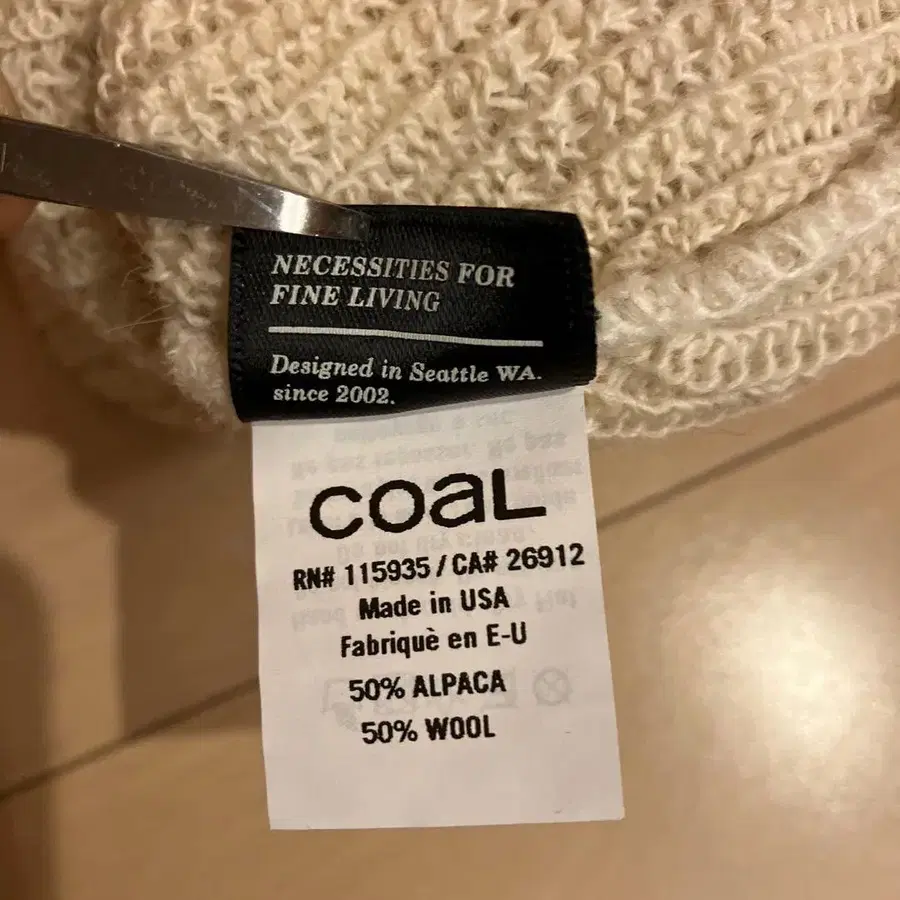 NECESSITIES FOR
FINE LIVING
Designed in Seattle WA.
since 2002.
coaL
RN# 115935 / CA# 26912
Made in USA
Fabriquè en E-U
50% ALPACA
50% WOOL